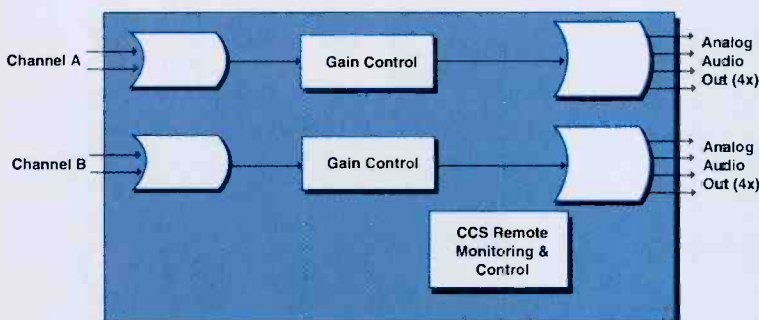 Channel A
Gain Control
Analog
Audio
Out (4x)
Channel B
Gain Control
Analog
Audio
Out (4x)
CCS Remote
Monitoring &
Control